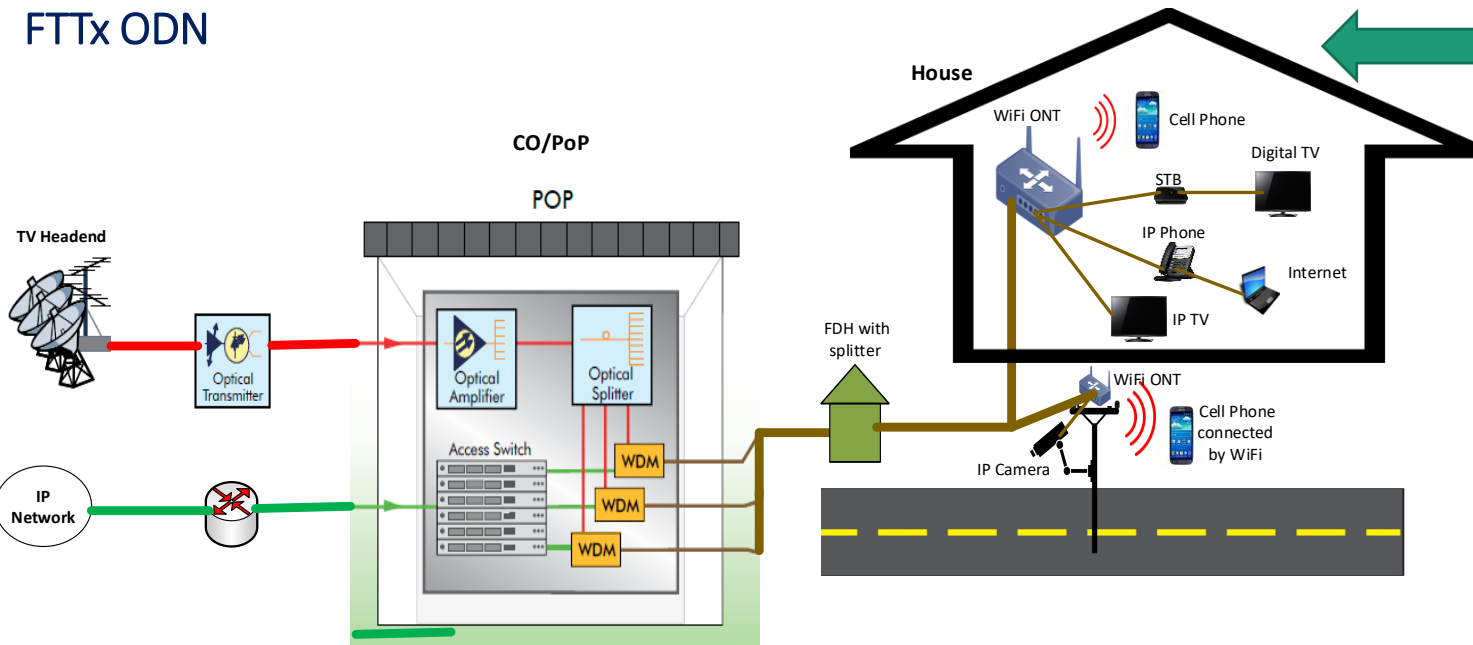 FTTx ODN
House
WiFi ONT
Cell Phone
Digital TV
STB
IP Phone
Internet
IP TV
CO/PoP
POP
TV Headend
Optical
Transmitter
Optical
Amplifier
Optical
Splitter
Access Switch
WDM
WDM
WDM
IP
Network
FDH with
splitter
WiFi ONT
Cell Phone
connected
by WiFi
IP Camera